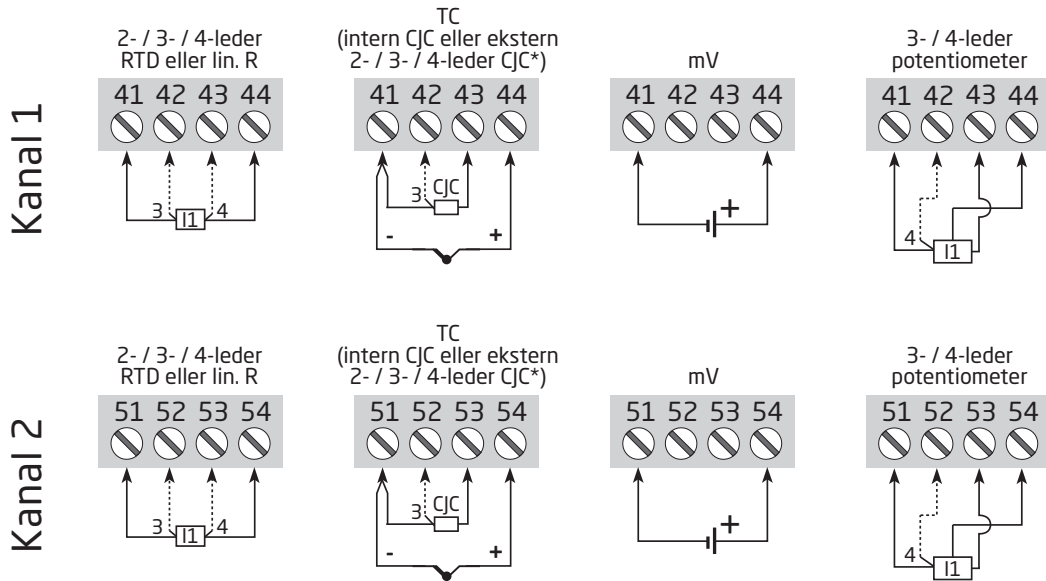 Kanal 1
2- / 3- / 4-leder
RTD eller lin. R
41 42 43 44
3 I1 4
TC
(intern CJC eller ekstern
2- / 3- / 4-leder CJC*)
41 42 43 44
3 CJC
- +
mV
41 42 43 44
+
3- / 4-leder
potentiometer
41 42 43 44
4 I1
Kanal 2
2- / 3- / 4-leder
RTD eller lin. R
51 52 53 54
3 I1 4
TC
(intern CJC eller ekstern
2- / 3- / 4-leder CJC*)
51 52 53 54
3 CJC
- +
mV
51 52 53 54
+
3- / 4-leder
potentiometer
51 52 53 54
4 I1